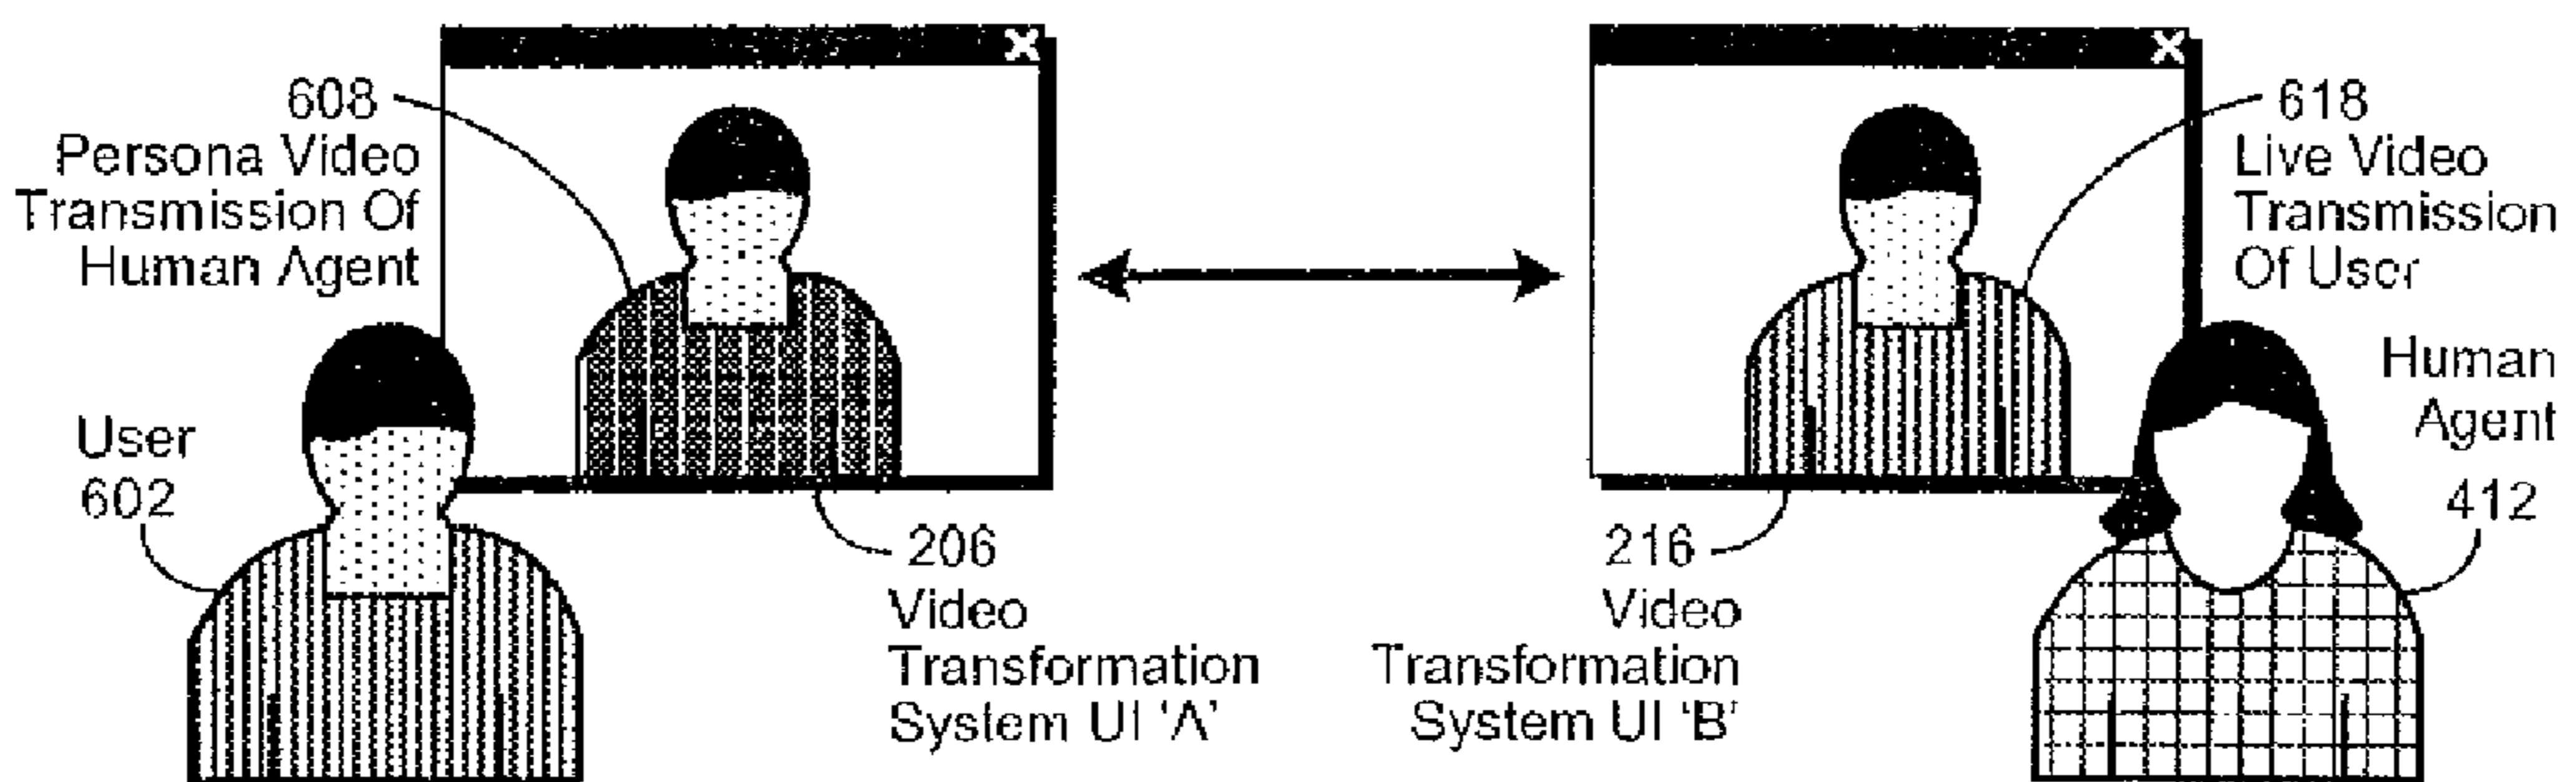 608
Persona Video
Transmission Of
Human Agent
618
Live Video
Transmission
Of User
User
602
Human
Agent
412
206
Video
Transformation
System UI ‘A’
216
Video
Transformation
System UI ‘B’